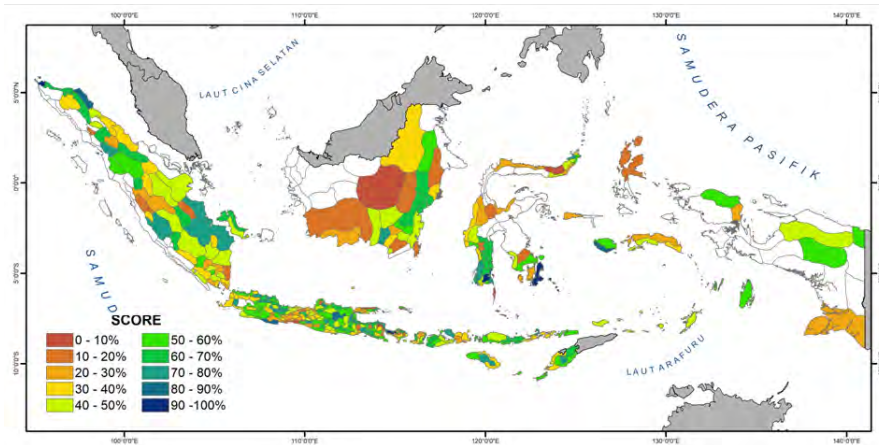 100°0'0"E 110°0'0"E 120°0'0"E 130°0'0"E 140°0'0"E
LAUT CINA SELATAN
SAMUDERA PASIFIK
5°0'0"N
0°0'0"
5°0'0"S
10°0'0"S
SAMUD
LAUT ARAFURU
SCORE
0 - 10%
10 - 20%
20 - 30%
30 - 40%
40 - 50%
50 - 60%
60 - 70%
70 - 80%
80 - 90%
90 -100%
100°0'0"E 110°0'0"E 120°0'0"E 130°0'0"E 140°0'0"E